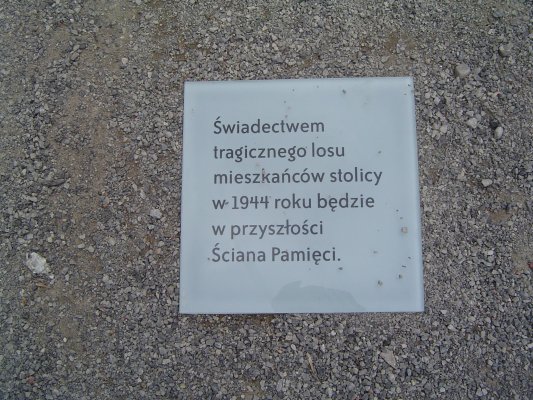 Świadectwem
tragicznego losu
mieszkańców stolicy
w 1944 roku będzie
w przyszłości
Ściana Pamięci.